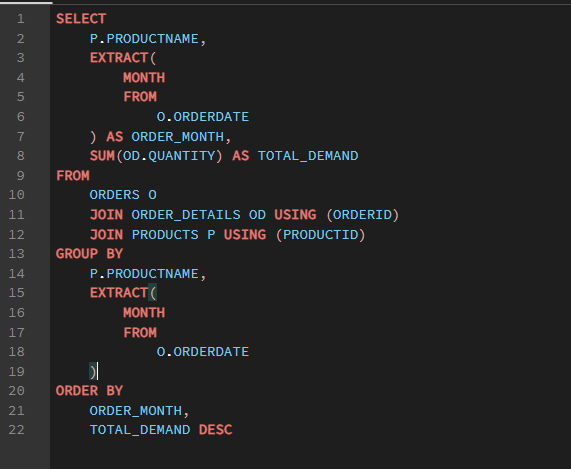 1 SELECT
2 P.PRODUCTNAME,
3 EXTRACT(
4 MONTH
5 FROM
6 O.ORDERDATE
7 ) AS ORDER_MONTH,
8 SUM(OD.QUANTITY) AS TOTAL_DEMAND
9 FROM
10 ORDERS O
11 JOIN ORDER_DETAILS OD USING (ORDERID)
12 JOIN PRODUCTS P USING (PRODUCTID)
13 GROUP BY
14 P.PRODUCTNAME,
15 EXTRACT(
16 MONTH
17 FROM
18 O.ORDERDATE
19 )
20 ORDER BY
21 ORDER_MONTH,
22 TOTAL_DEMAND DESC